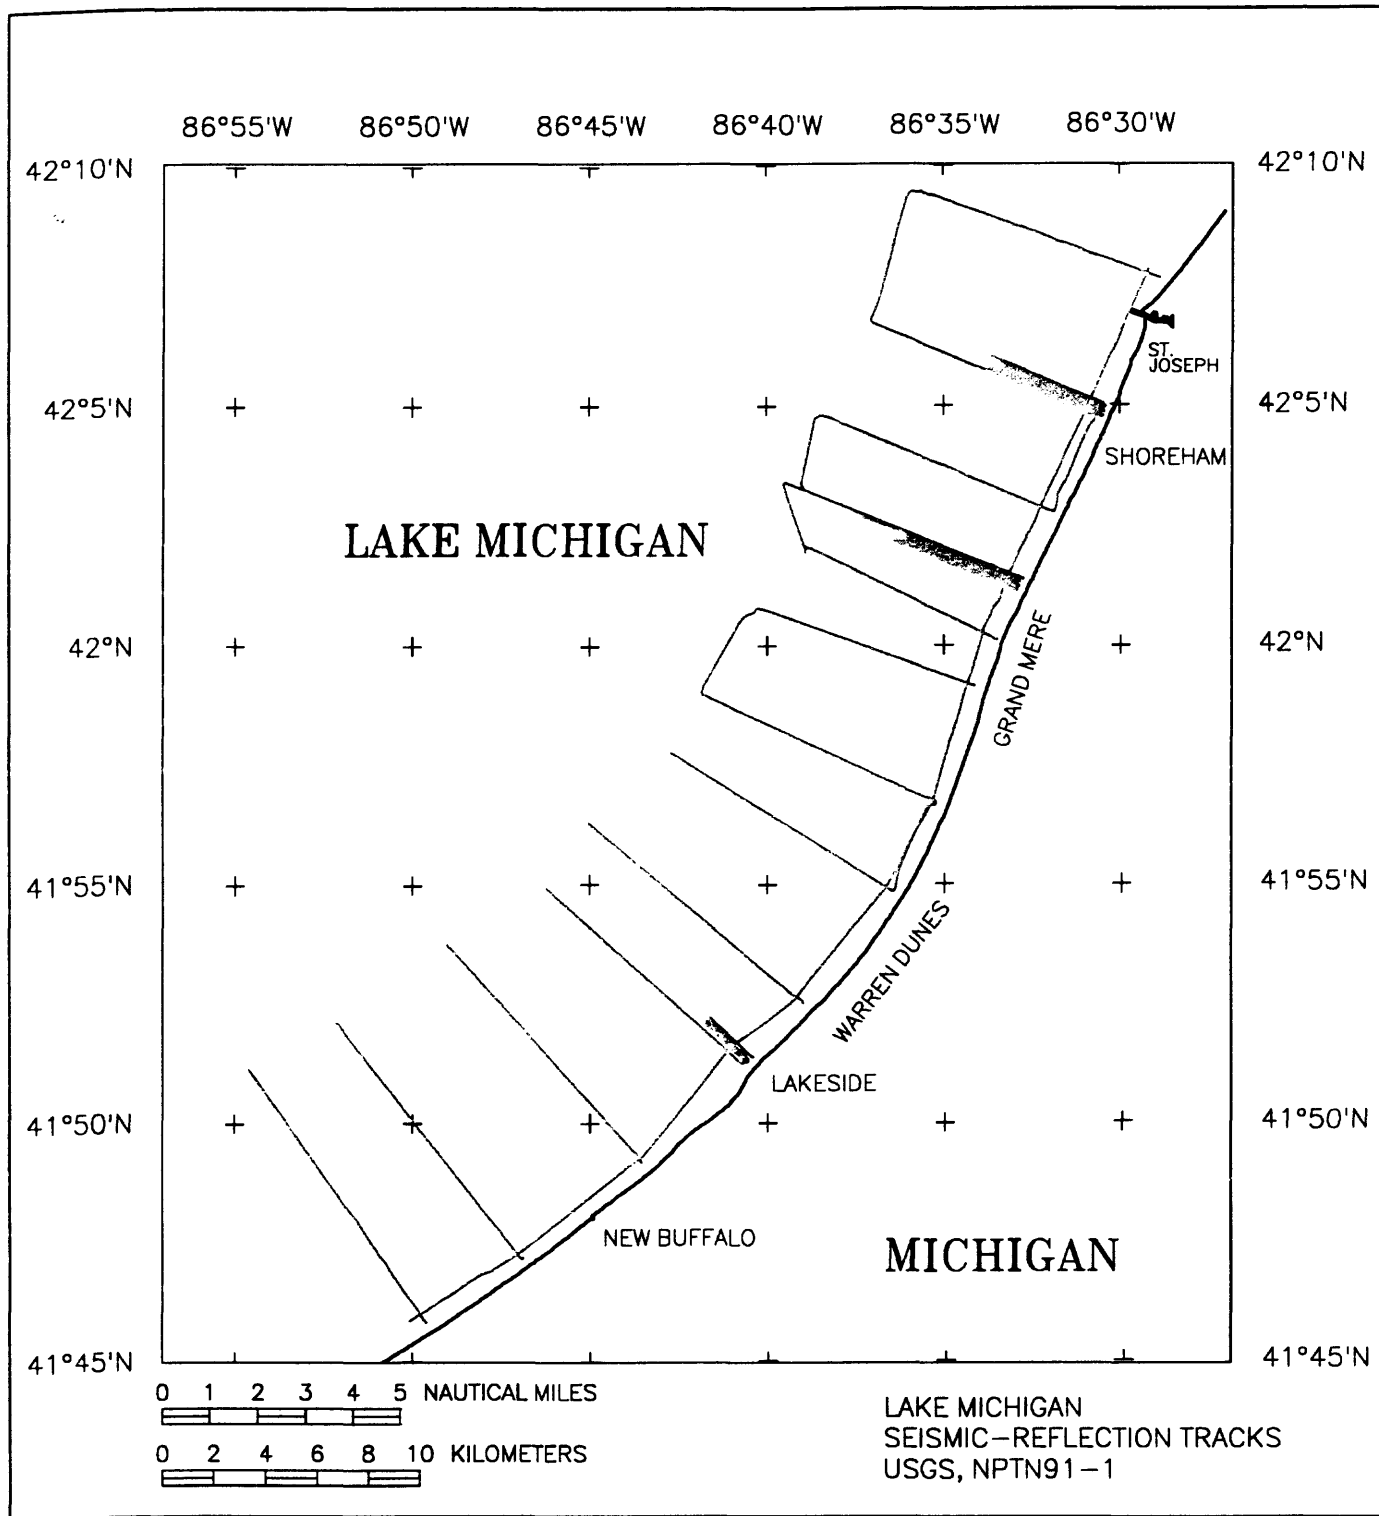 86°55'W 86°50'W 86°45'W 86°40'W 86°35'W 86°30'W
42°10'N 42°10'N
ST.
JOSEPH
42°5'N 42°5'N
SHOREHAM
LAKE MICHIGAN
42°N 42°N
GRAND MERE
41°55'N 41°55'N
WARREN DUNES
LAKESIDE
41°50'N 41°50'N
NEW BUFFALO
MICHIGAN
41°45'N 41°45'N
0 1 2 3 4 5 NAUTICAL MILES
0 2 4 6 8 10 KILOMETERS
LAKE MICHIGAN
SEISMIC-REFLECTION TRACKS
USGS, NPTN91-1